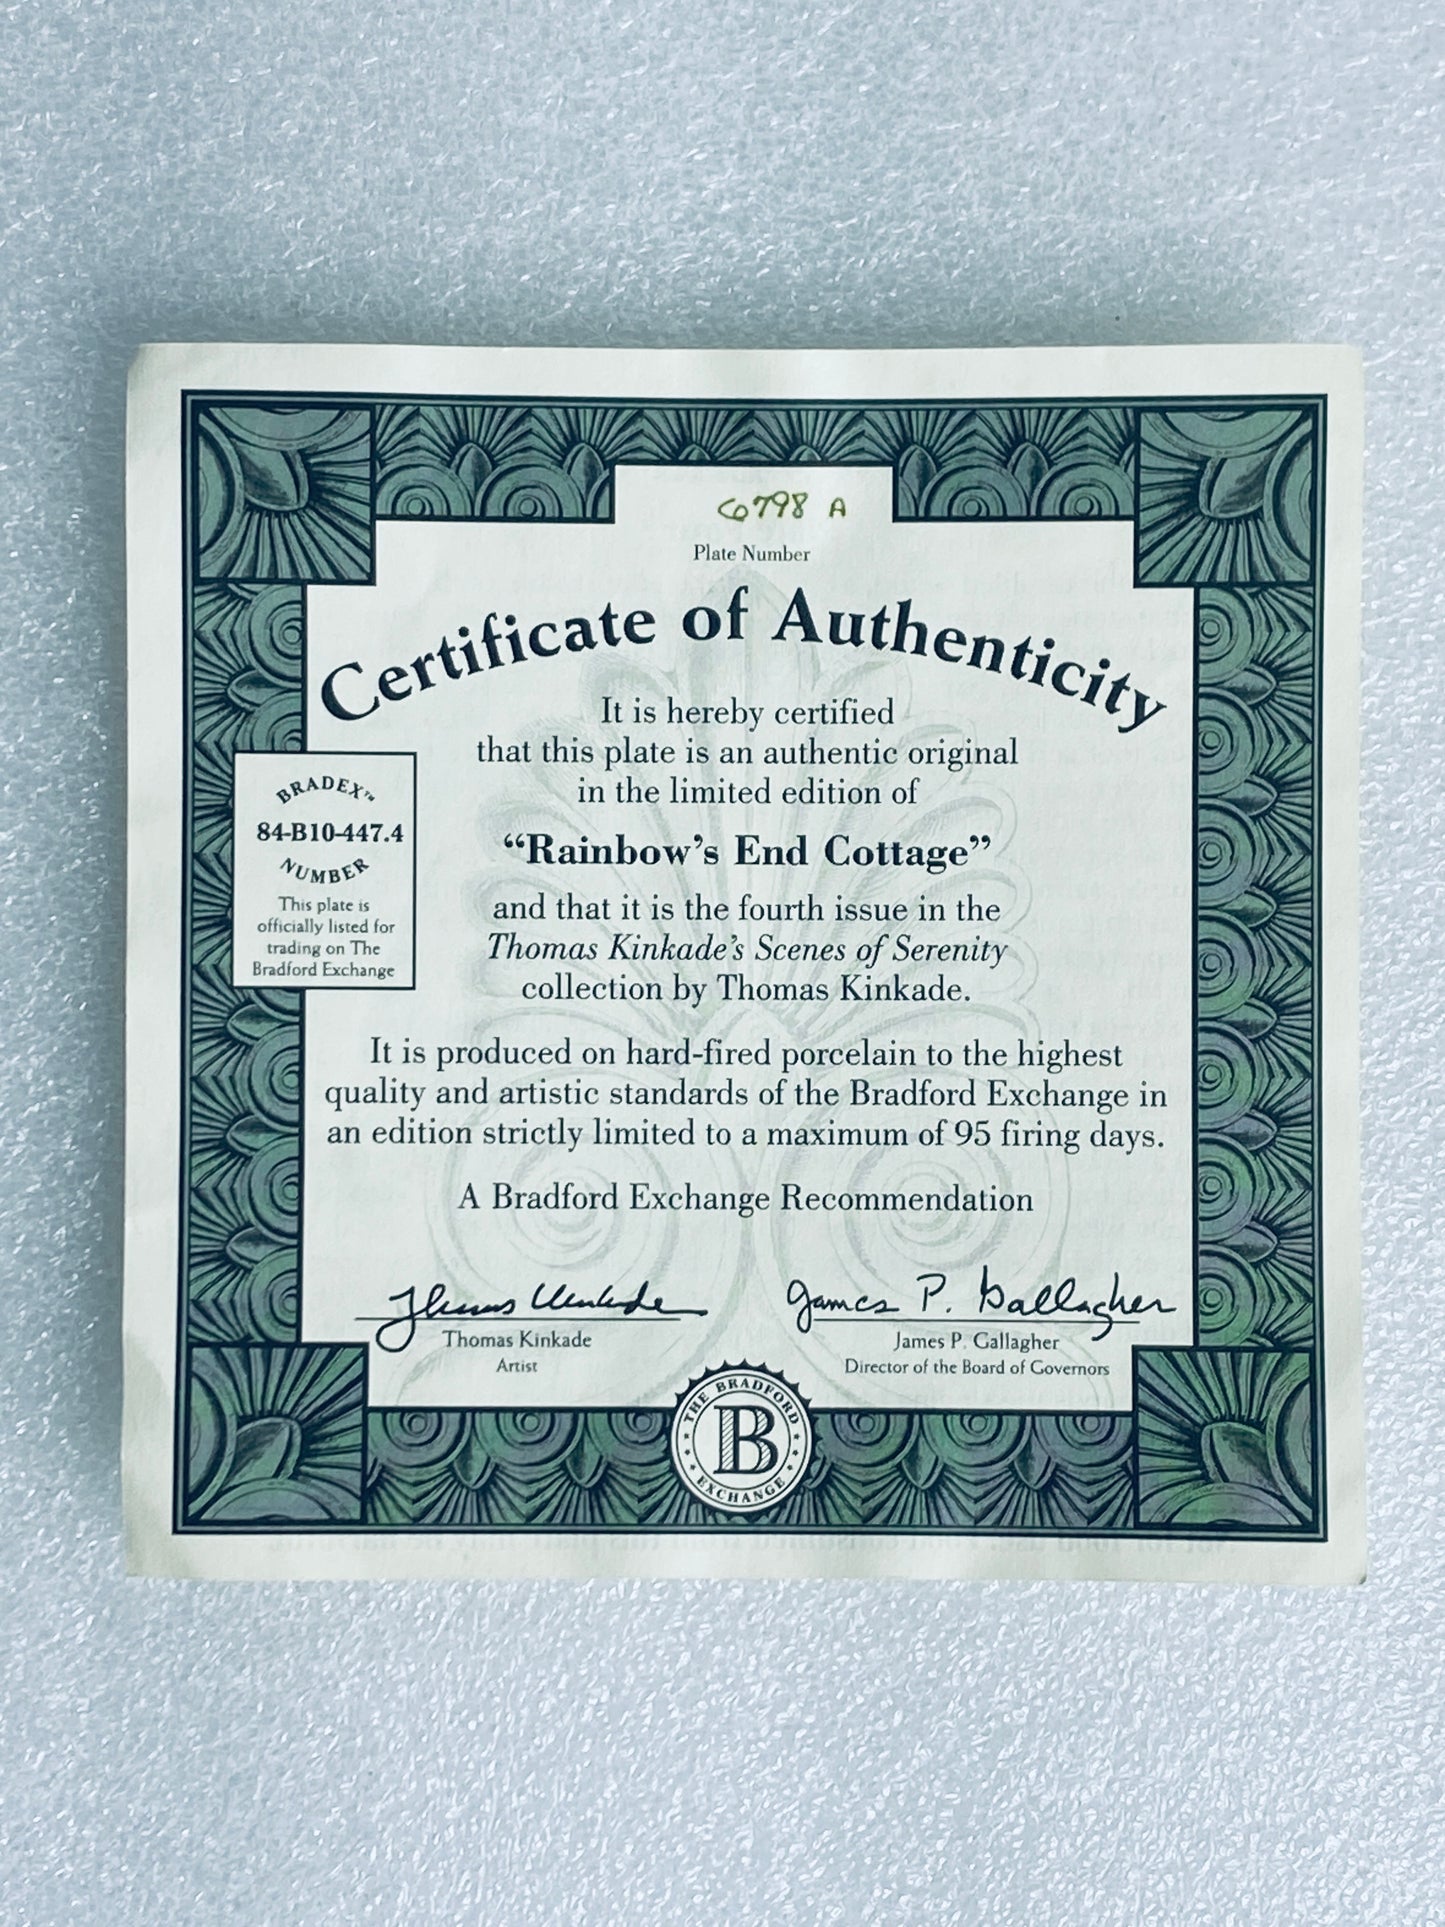 6798 A
Plate Number
Certificate of Authenticity
It is hereby certified
that this plate is an authentic original
in the limited edition of
“Rainbow’s End Cottage”
and that it is the fourth issue in the
Thomas Kinkade’s Scenes of Serenity
collection by Thomas Kinkade.
It is produced on hard-fired porcelain to the highest
quality and artistic standards of the Bradford Exchange in
an edition strictly limited to a maximum of 95 firing days.
A Bradford Exchange Recommendation
BRADEX™
84-B10-447.4
NUMBER
This plate is
officially listed for
trading on The
Bradford Exchange
Thomas Kinkade
Thomas Kinkade
Artist
James P. Gallagher
James P. Gallagher
Director of the Board of Governors
THE BRADFORD
B
EXCHANGE